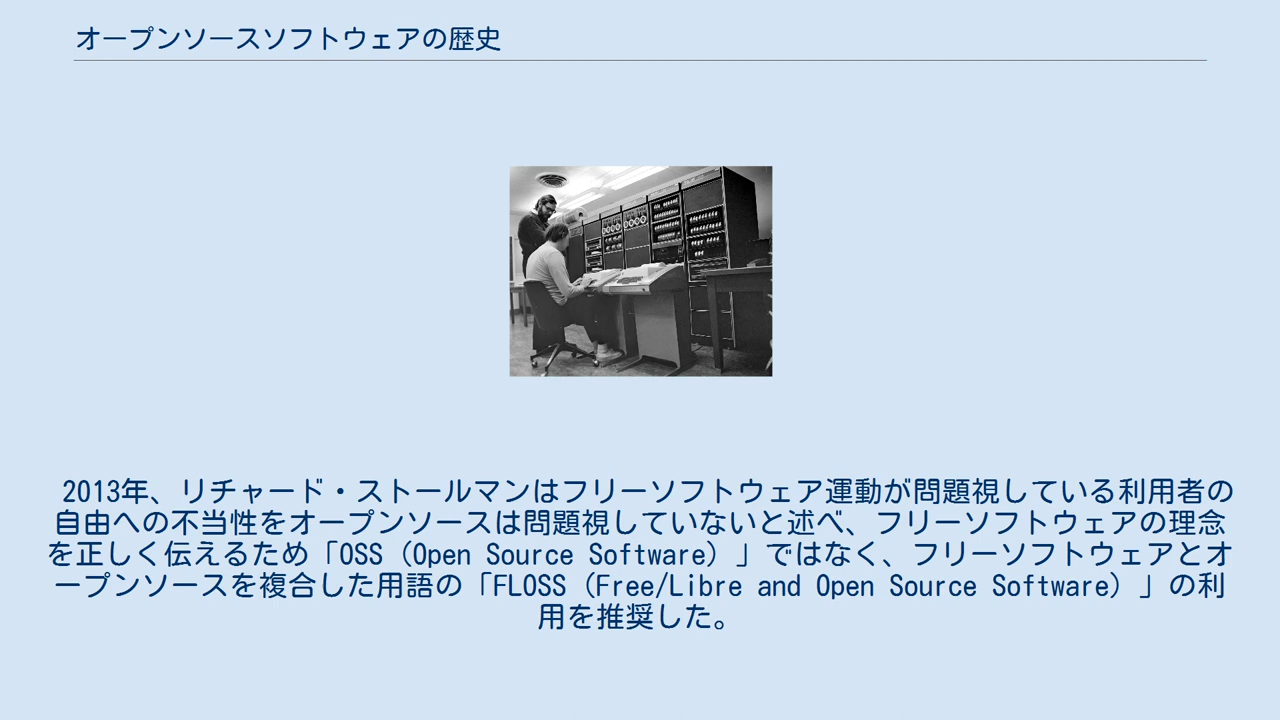 オープンソースソフトウェアの歴史
2013年、リチャード・ストールマンはフリーソフトウェア運動が問題視している利用者の
自由への不当性をオープンソースは問題視していないと述べ、フリーソフトウェアの理念
を正しく伝えるため「OSS（Open Source Software）」ではなく、フリーソフトウェアとオ
ープンソースを複合した用語の「FLOSS（Free/Libre and Open Source Software）」の利
用を推奨した。